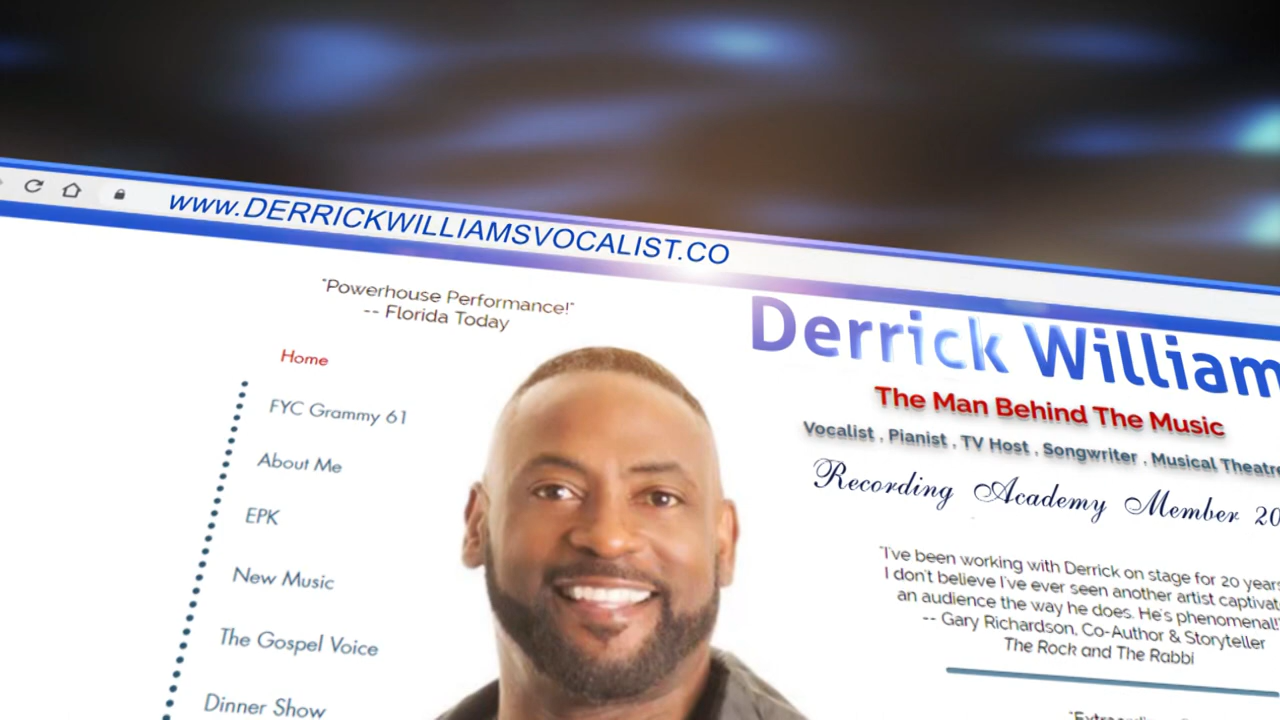 www.DERRICKWILLIAMSVOCALIST.CO
"Powerhouse Performance!"
-- Florida Today
Home
FYC Grammy 61
About Me
EPK
New Music
The Gospel Voice
Dinner Show
Derrick William
The Man Behind The Music
Vocalist , Pianist , TV Host , Songwriter , Musical Theatre
Recording Academy Member 20
"I've been working with Derrick on stage for 20 years
I don't believe I've ever seen another artist captivat
an audience the way he does. He's phenomenal!"
-- Gary Richardson, Co-Author & Storyteller
The Rock and The Rabbi